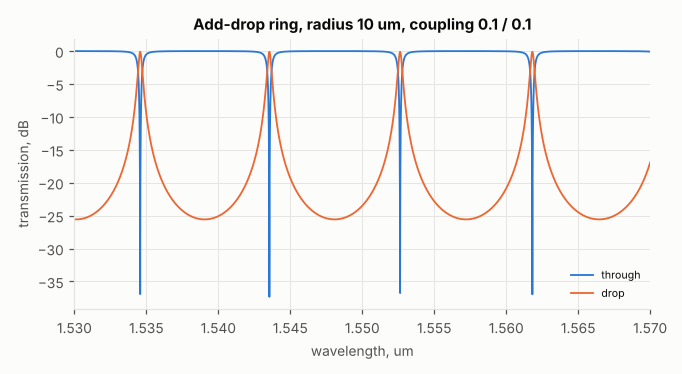 Add-drop ring, radius 10 um, coupling 0.1 / 0.1
transmission, dB
0
−5
−10
−15
−20
−25
−30
−35
through
drop
1.530 1.535 1.540 1.545 1.550 1.555 1.560 1.565 1.570
wavelength, um